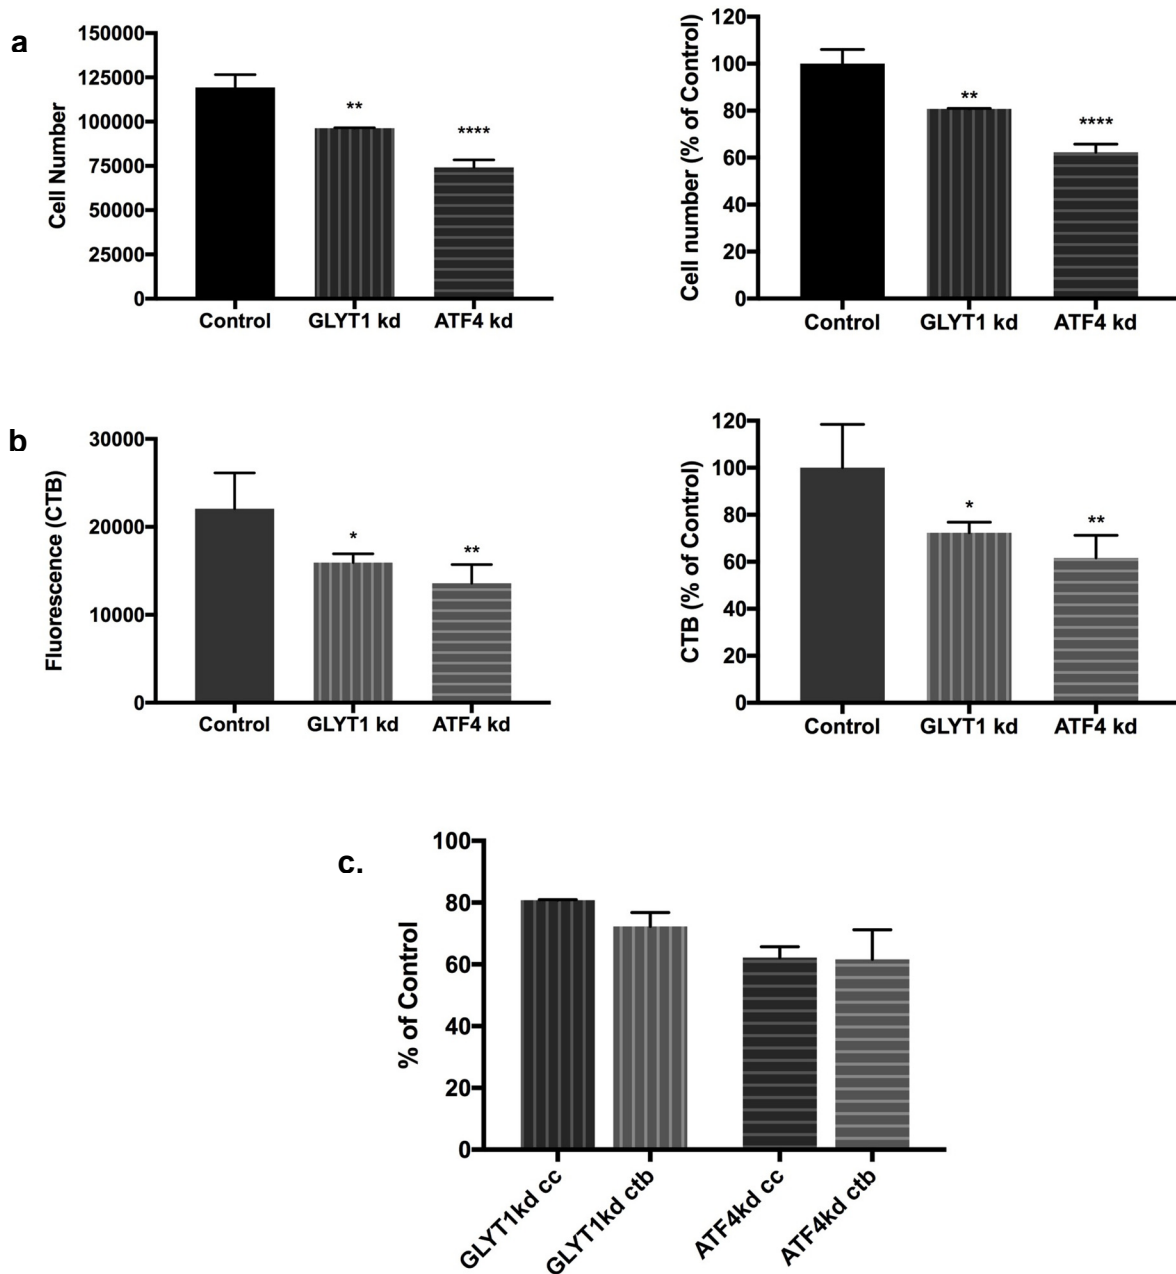 a
150000
125000
100000
75000
50000
25000
0
Cell Number
**
****
Control GLYT1 kd ATF4 kd
120
100
80
60
40
20
0
Cell number (% of Control)
**
****
Control GLYT1 kd ATF4 kd
b
30000
20000
10000
0
Fluorescence (CTB)
*
**
Control GLYT1 kd ATF4 kd
120
100
80
60
40
20
0
CTB (% of Control)
*
**
Control GLYT1 kd ATF4 kd
c.
100
80
60
40
20
0
% of Control
GLYT1kd cc
GLYT1kd ctb
ATF4kd cc
ATF4kd ctb